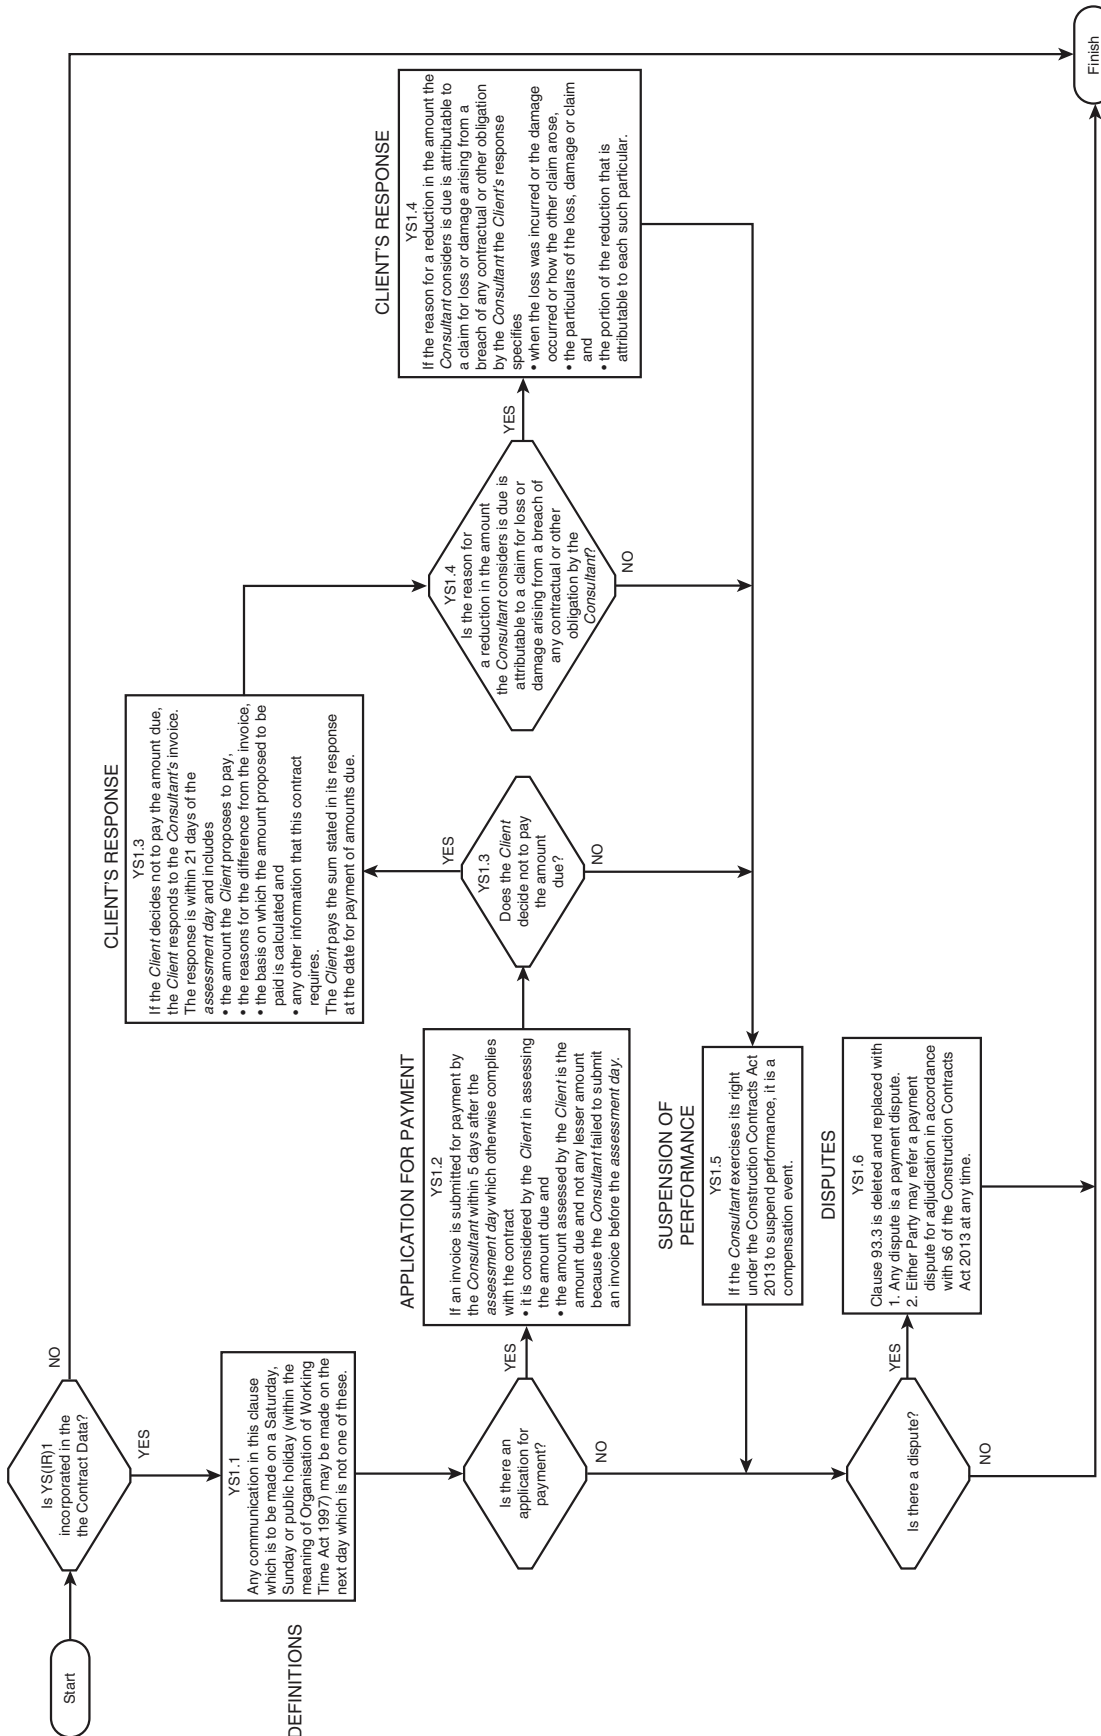 Start
Is YS(IR)1
incorporated in the
Contract Data?
NO
YES
DEFINITIONS
YS1.1
Any communication in this clause
which is to be made on a Saturday,
Sunday or public holiday (within the
meaning of Organisation of Working
Time Act 1997) may be made on the
next day which is not one of these.
Is there an
application for
payment?
YES
NO
APPLICATION FOR PAYMENT
YS1.2
If an invoice is submitted for payment by
the Consultant within 5 days after the
assessment day which otherwise complies
with the contract
• it is considered by the Client in assessing
the amount due and
• the amount assessed by the Client is the
amount due and not any lesser amount
because the Consultant failed to submit
an invoice before the assessment day.
YS1.3
Does the Client
decide not to pay
the amount
due?
YES
NO
CLIENT'S RESPONSE
YS1.3
If the Client decides not to pay the amount due,
the Client responds to the Consultant's invoice.
The response is within 21 days of the
assessment day and includes
• the amount the Client proposes to pay,
• the reasons for the difference from the invoice,
• the basis on which the amount proposed to be
paid is calculated and
• any other information that this contract
requires.
The Client pays the sum stated in its response
at the date for payment of amounts due.
YS1.4
Is the reason for
a reduction in the amount
the Consultant considers is due is
attributable to a claim for loss or
damage arising from a breach of
any contractual or other
obligation by the
Consultant?
YES
NO
CLIENT'S RESPONSE
YS1.4
If the reason for a reduction in the amount the
Consultant considers is due is attributable to
a claim for loss or damage arising from a
breach of any contractual or other obligation
by the Consultant the Client's response
specifies
• when the loss was incurred or the damage
occurred or how the other claim arose,
• the particulars of the loss, damage or claim
and
• the portion of the reduction that is
attributable to each such particular.
SUSPENSION OF
PERFORMANCE
YS1.5
If the Consultant exercises its right
under the Construction Contracts Act
2013 to suspend performance, it is a
compensation event.
Is there a dispute?
YES
NO
DISPUTES
YS1.6
Clause 93.3 is deleted and replaced with
1. Any dispute is a payment dispute.
2. Either Party may refer a payment
dispute for adjudication in accordance
with s6 of the Construction Contracts
Act 2013 at any time.
Finish